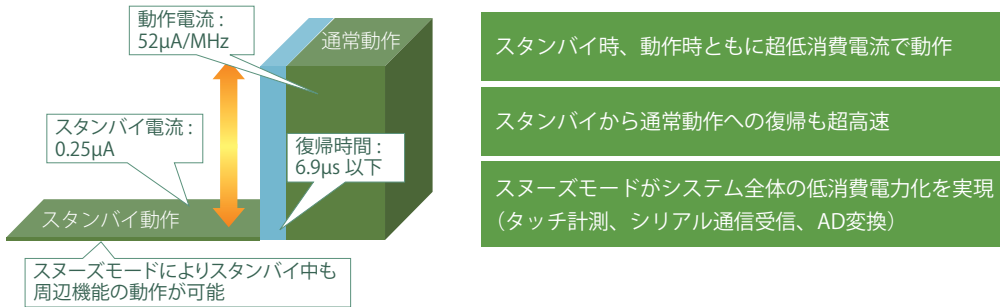 動作電流 :
52μA/MHz
通常動作
スタンバイ電流 :
0.25μA
復帰時間 :
6.9μs 以下
スタンバイ動作
スヌーズモードによりスタンバイ中も
周辺機能の動作が可能
スタンバイ時、動作時ともに超低消費電流で動作
スタンバイから通常動作への復帰も超高速
スヌーズモードがシステム全体の低消費電力化を実現
（タッチ計測、シリアル通信受信、AD変換）